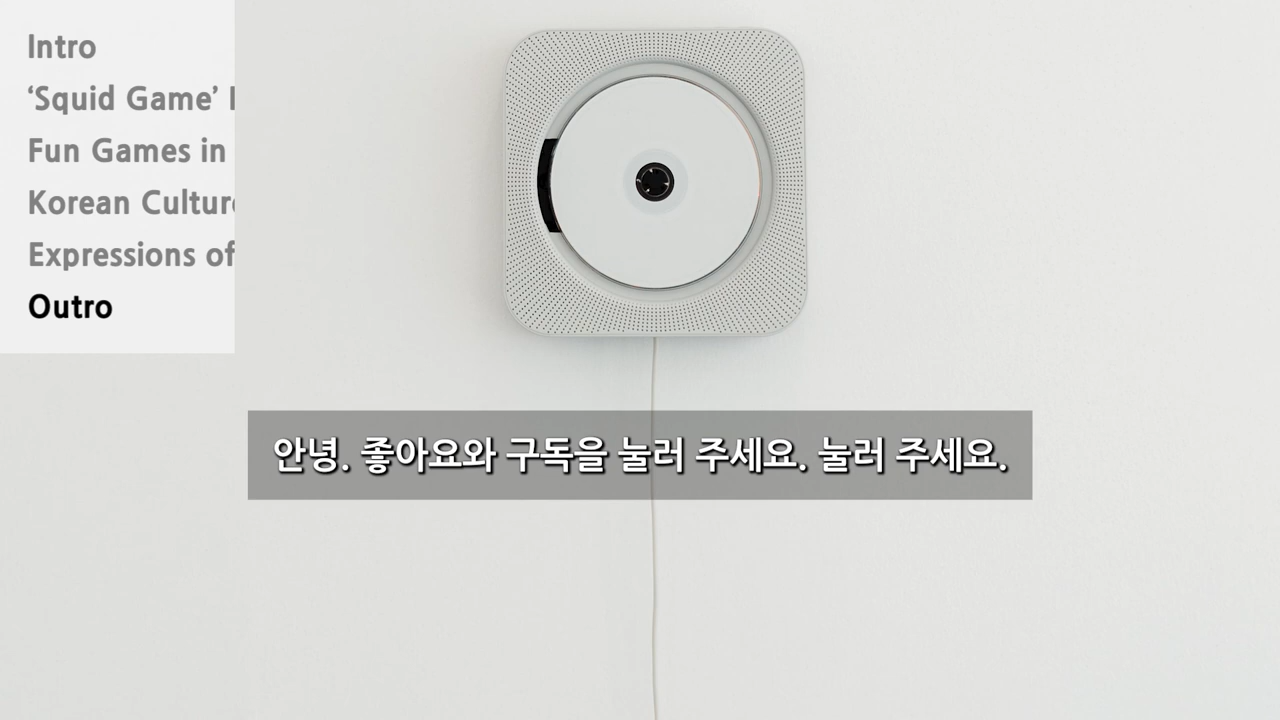 Intro
‘Squid Game’
Fun Games in
Korean Culture
Expressions of
Outro
안녕. 좋아요와 구독을 눌러 주세요. 눌러 주세요.